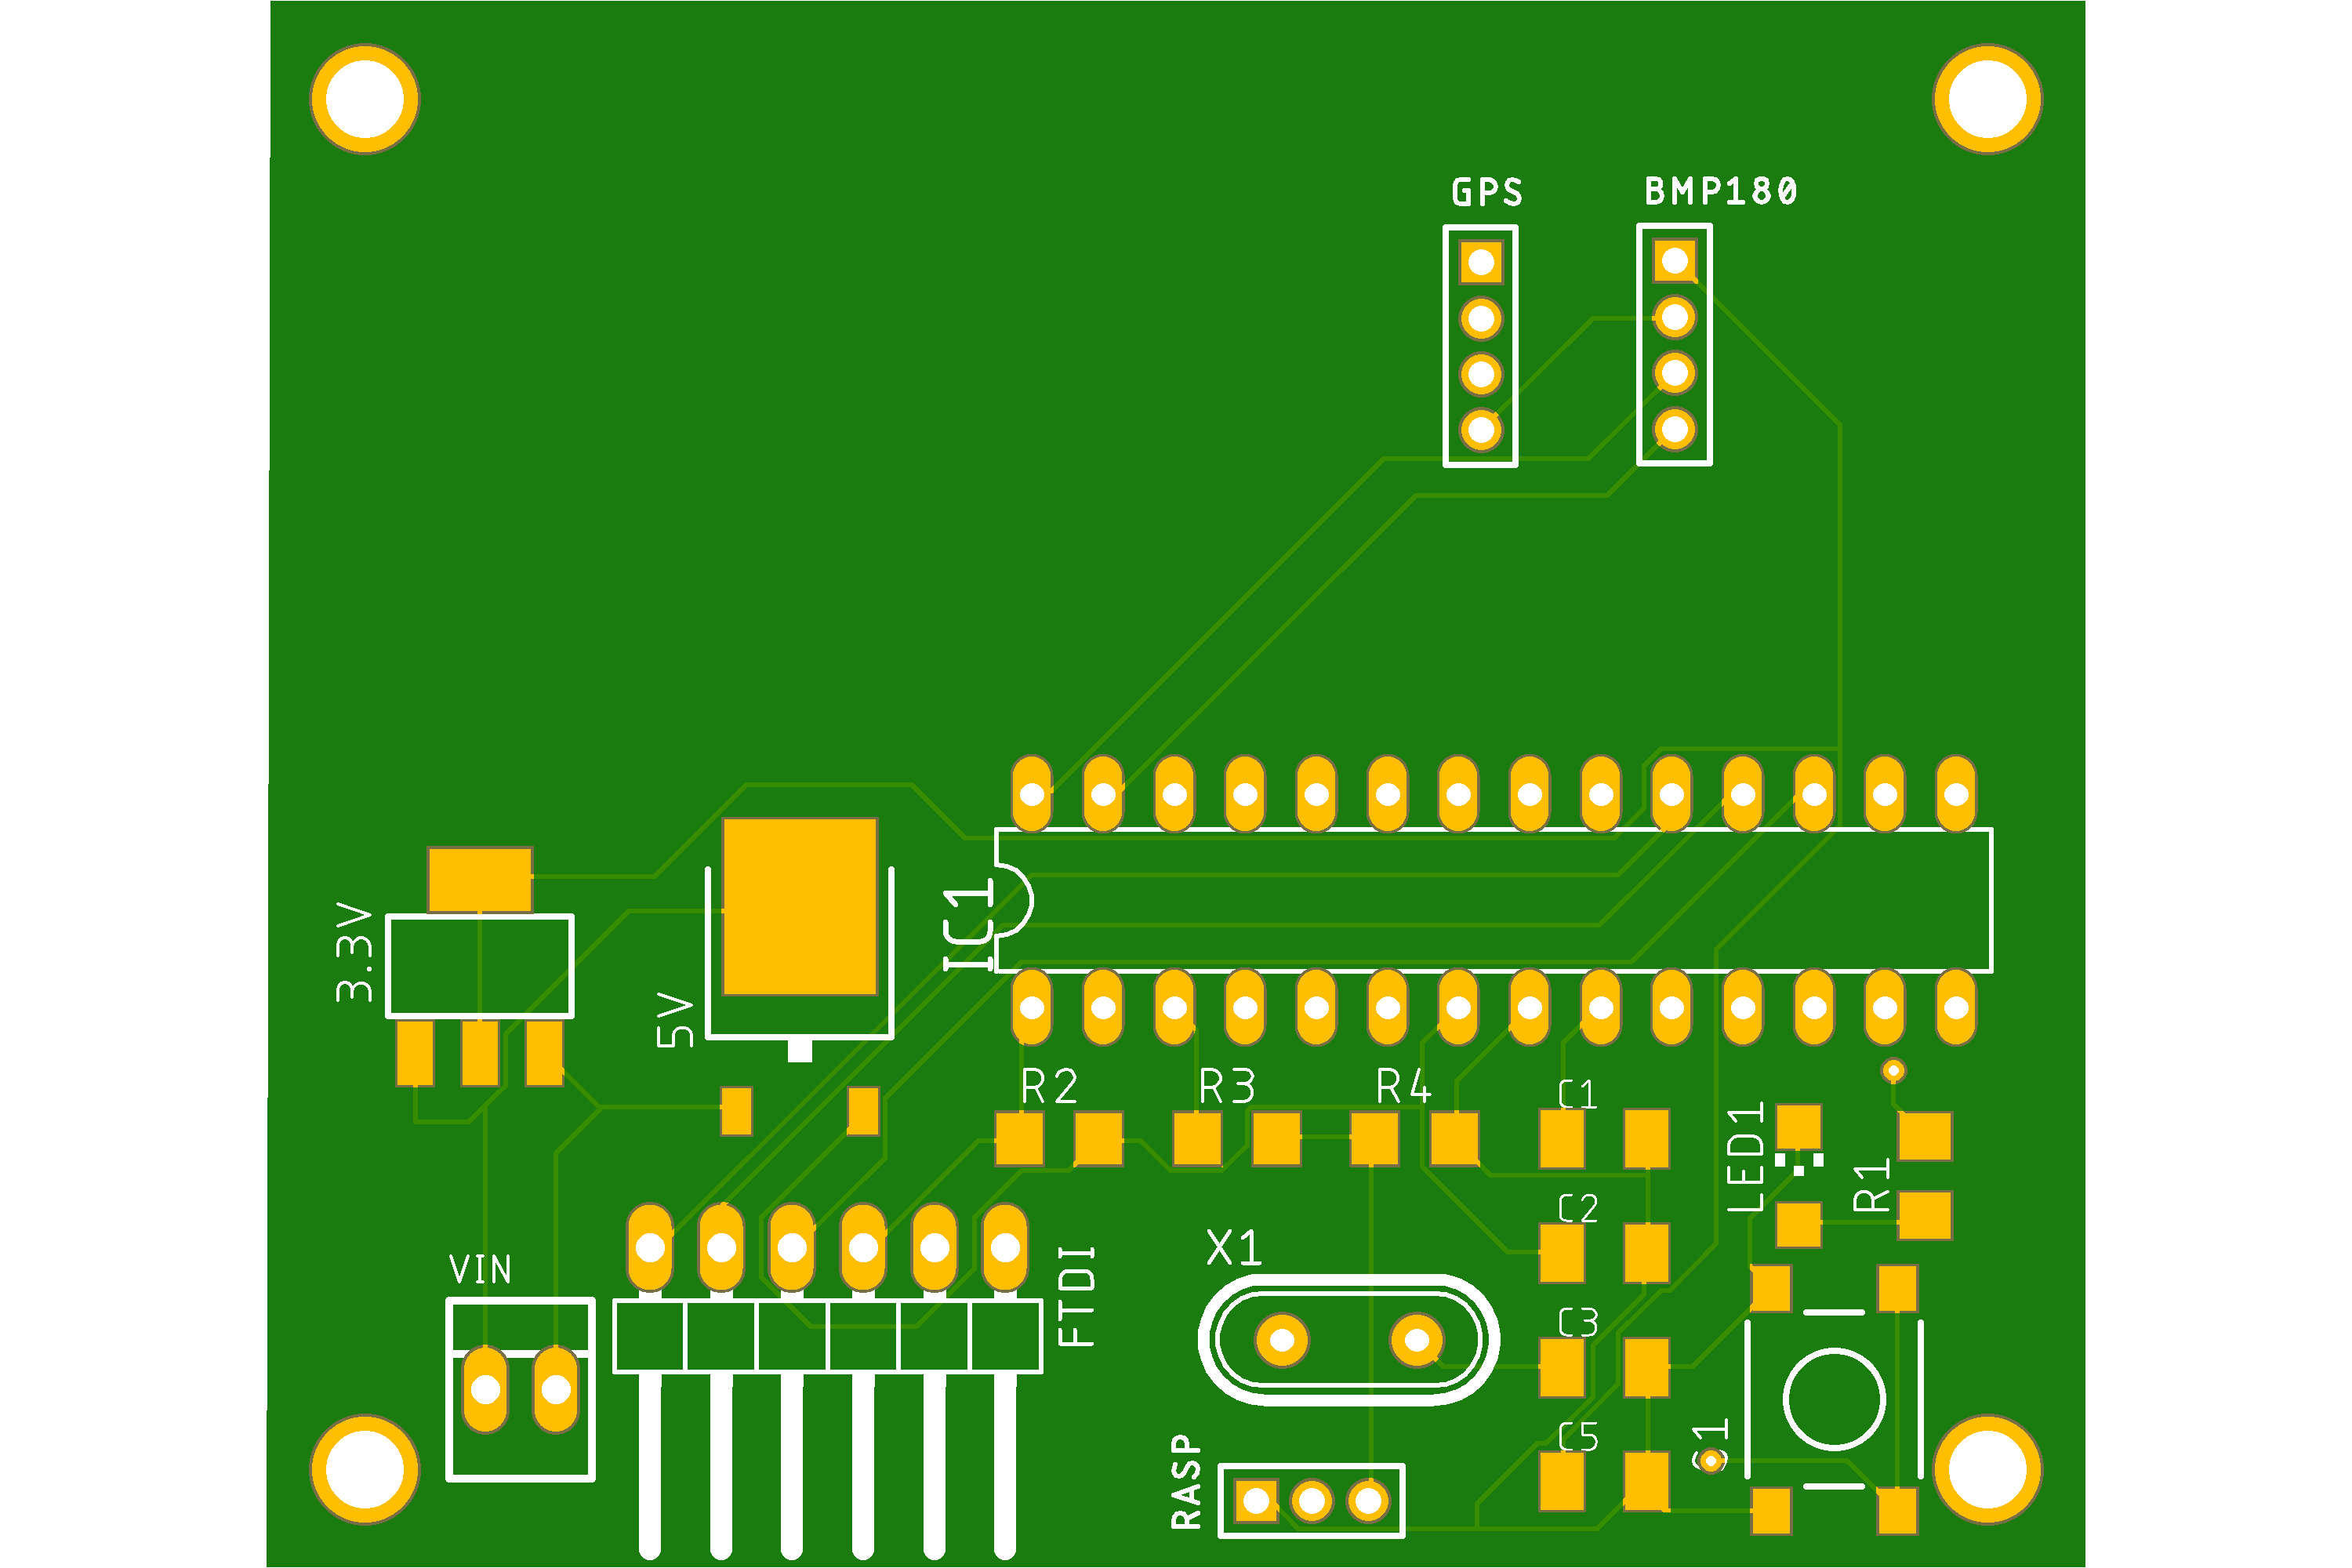 GPS
BMP180
3.3V
5V
IC1
R2
R3
R4
C1
LED1
R1
C2
VIN
X1
FTDI
C3
C5
S1
RASP